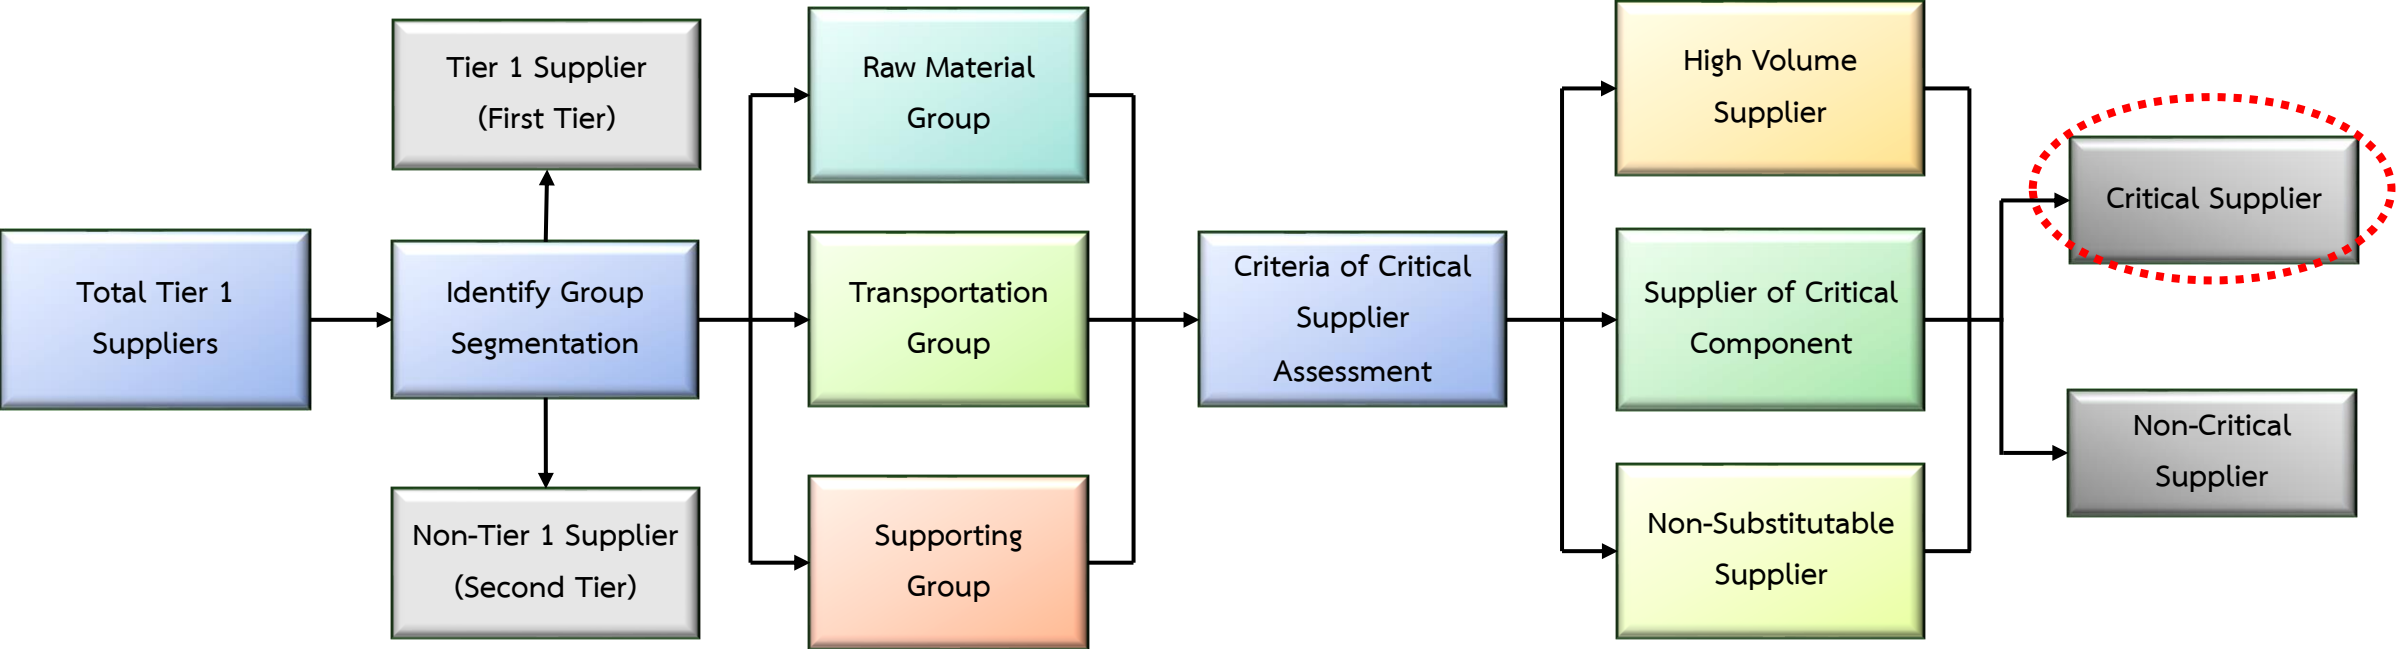 Total Tier 1
Suppliers
Tier 1 Supplier
(First Tier)
Identify Group
Segmentation
Non-Tier 1 Supplier
(Second Tier)
Raw Material
Group
Transportation
Group
Supporting
Group
Criteria of Critical
Supplier
Assessment
High Volume
Supplier
Supplier of Critical
Component
Non-Substitutable
Supplier
Critical Supplier
Non-Critical
Supplier